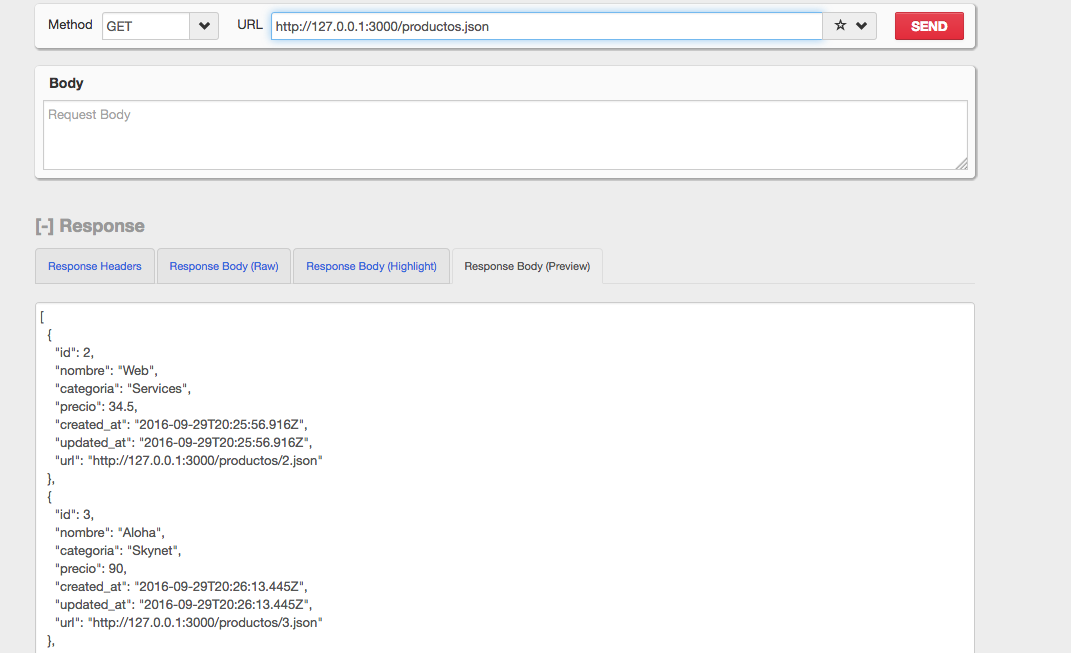 Method GET URL http://127.0.0.1:3000/productos.json SEND
Body
Request Body
[-] Response
Response Headers Response Body (Raw) Response Body (Highlight) Response Body (Preview)
[
{
"id": 2,
"nombre": "Web",
"categoria": "Services",
"precio": 34.5,
"created_at": "2016-09-29T20:25:56.916Z",
"updated_at": "2016-09-29T20:25:56.916Z",
"url": "http://127.0.0.1:3000/productos/2.json"
},
{
"id": 3,
"nombre": "Aloha",
"categoria": "Skynet",
"precio": 90,
"created_at": "2016-09-29T20:26:13.445Z",
"updated_at": "2016-09-29T20:26:13.445Z",
"url": "http://127.0.0.1:3000/productos/3.json"
},